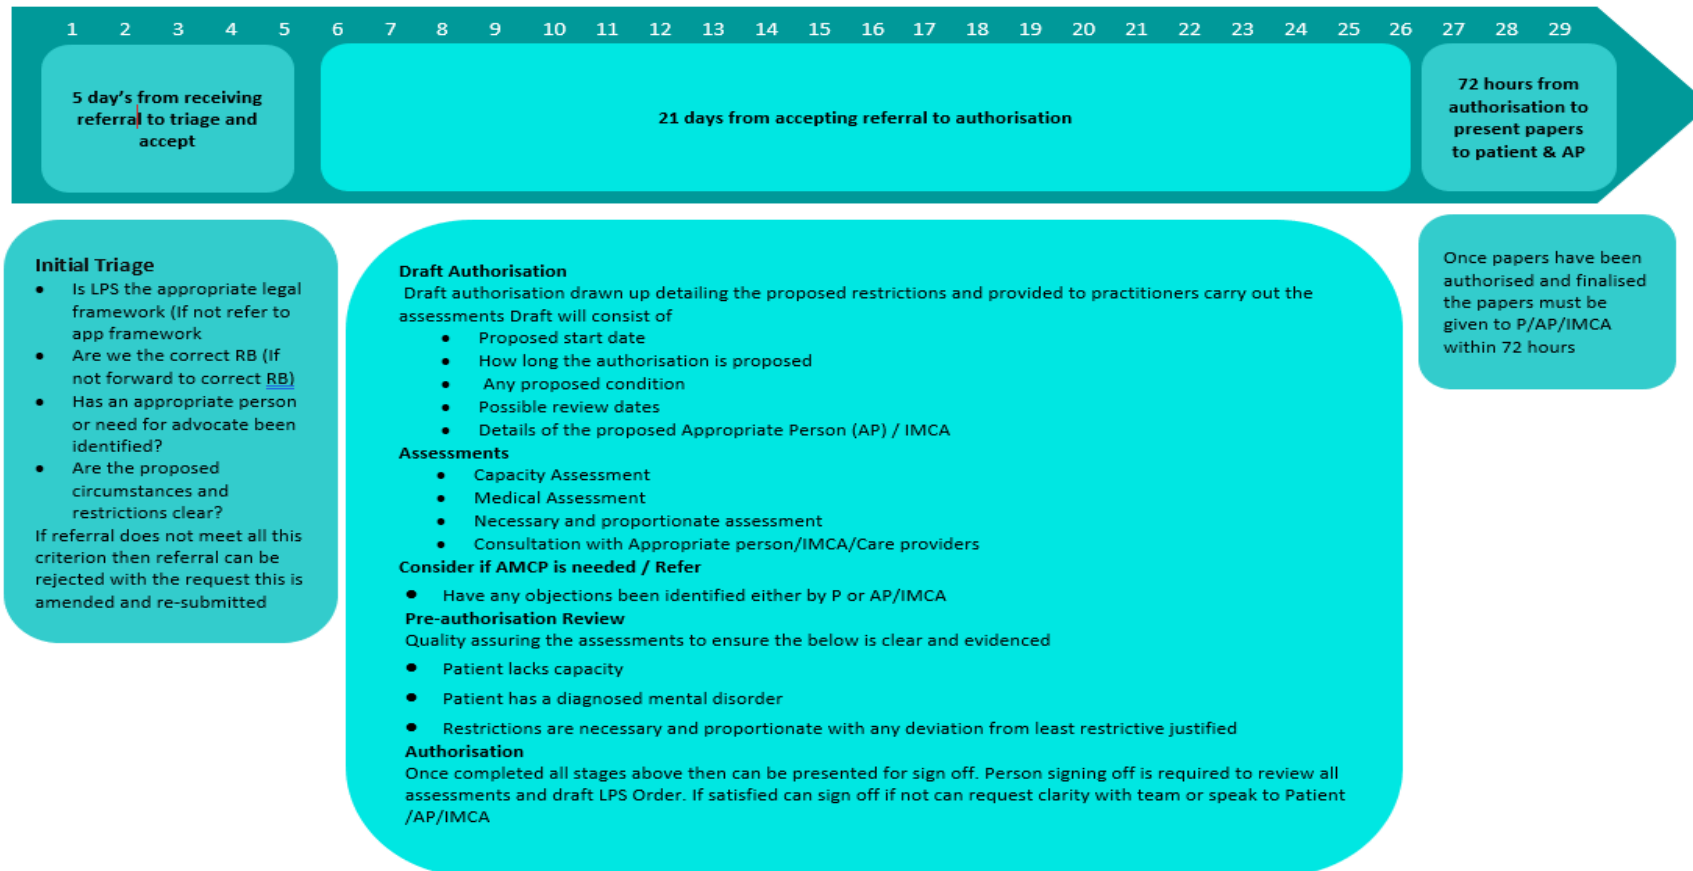 1 2 3 4 5 6 7 8 9 10 11 12 13 14 15 16 17 18 19 20 21 22 23 24 25 26 27 28 29
5 day's from receiving
referral to triage and
accept
21 days from accepting referral to authorisation
72 hours from
authorisation to
present papers
to patient & AP
Initial Triage
• Is LPS the appropriate legal
framework (If not refer to
app framework
• Are we the correct RB (If
not forward to correct RB)
• Has an appropriate person
or need for advocate been
identified?
• Are the proposed
circumstances and
restrictions clear?
If referral does not meet all this
criterion then referral can be
rejected with the request this is
amended and re-submitted
Draft Authorisation
Draft authorisation drawn up detailing the proposed restrictions and provided to practitioners carry out the
assessments Draft will consist of
• Proposed start date
• How long the authorisation is proposed
• Any proposed condition
• Possible review dates
• Details of the proposed Appropriate Person (AP) / IMCA
Assessments
• Capacity Assessment
• Medical Assessment
• Necessary and proportionate assessment
• Consultation with Appropriate person/IMCA/Care providers
Consider if AMCP is needed / Refer
• Have any objections been identified either by P or AP/IMCA
Pre-authorisation Review
Quality assuring the assessments to ensure the below is clear and evidenced
• Patient lacks capacity
• Patient has a diagnosed mental disorder
• Restrictions are necessary and proportionate with any deviation from least restrictive justified
Authorisation
Once completed all stages above then can be presented for sign off. Person signing off is required to review all
assessments and draft LPS Order. If satisfied can sign off if not can request clarity with team or speak to Patient
/AP/IMCA
Once papers have been
authorised and finalised
the papers must be
given to P/AP/IMCA
within 72 hours